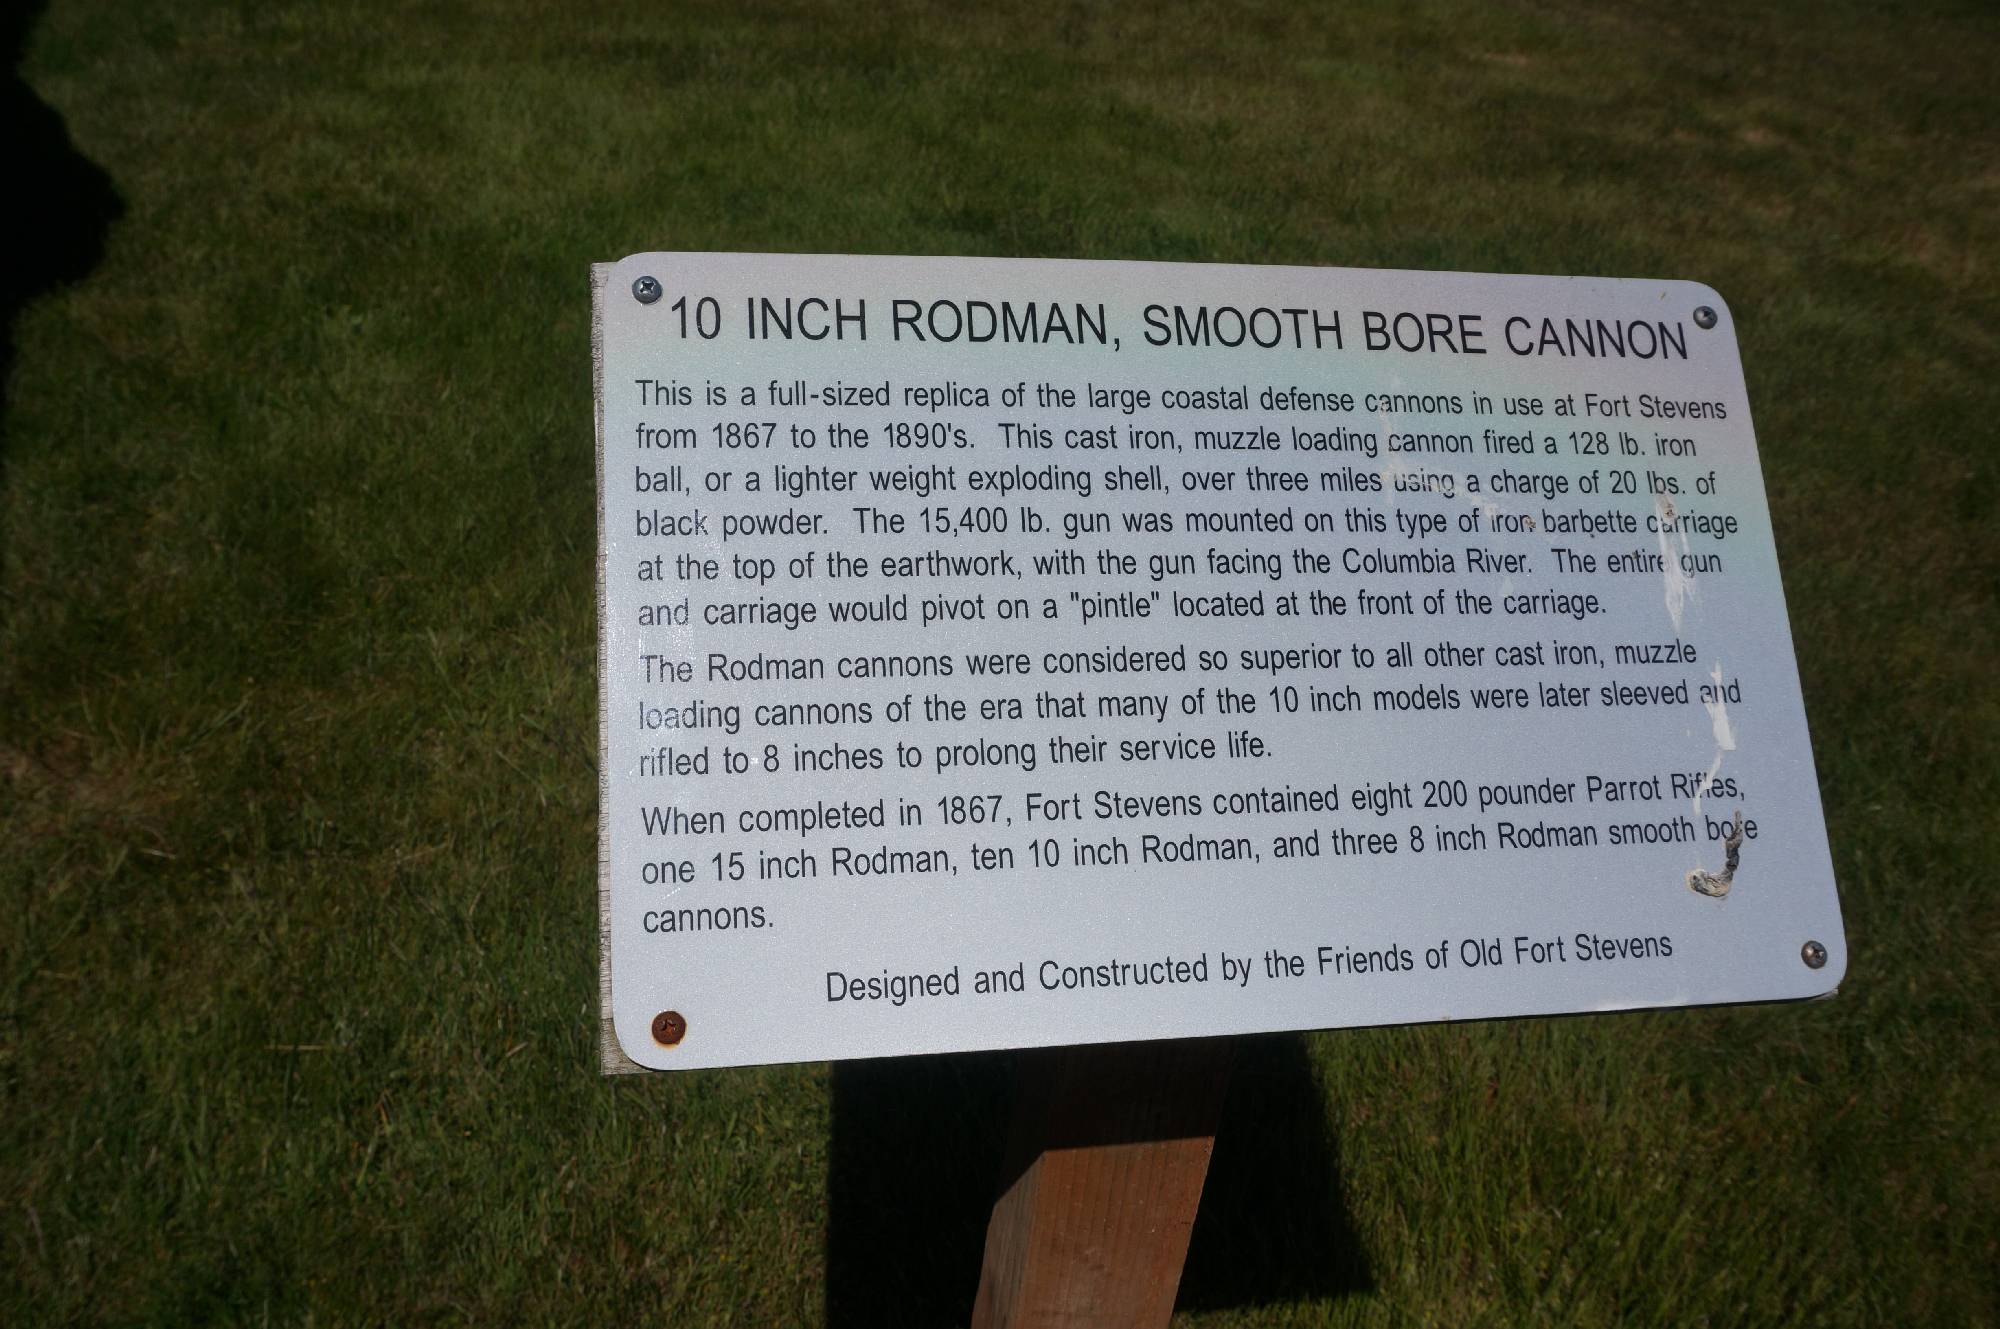 10 INCH RODMAN, SMOOTH BORE CANNON
This is a full-sized replica of the large coastal defense cannons in use at Fort Stevens
from 1867 to the 1890's. This cast iron, muzzle loading cannon fired a 128 lb. iron
ball, or a lighter weight exploding shell, over three miles using a charge of 20 lbs. of
black powder. The 15,400 lb. gun was mounted on this type of iron barbette carriage
at the top of the earthwork, with the gun facing the Columbia River. The entire gun
and carriage would pivot on a "pintle" located at the front of the carriage.
The Rodman cannons were considered so superior to all other cast iron, muzzle
loading cannons of the era that many of the 10 inch models were later sleeved and
rifled to 8 inches to prolong their service life.
When completed in 1867, Fort Stevens contained eight 200 pounder Parrot Rifles,
one 15 inch Rodman, ten 10 inch Rodman, and three 8 inch Rodman smooth bore
cannons.
Designed and Constructed by the Friends of Old Fort Stevens